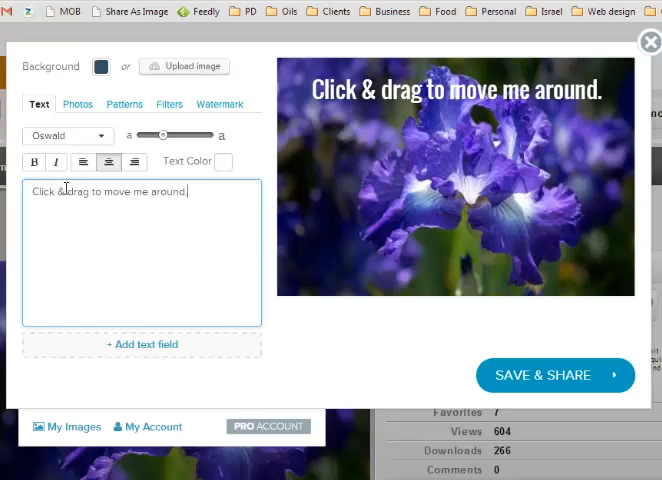 MOB Share As Image Feedly PD Oils Clients Business Food Personal Israel Web design
Background or Upload image
Text Photos Patterns Filters Watermark
Oswald a a
B I Text Color
Click & drag to move me around.
+ Add text field
Click & drag to move me around.
SAVE & SHARE
My Images My Account PRO ACCOUNT
Favorites 7
Views 604
Downloads 266
Comments 0